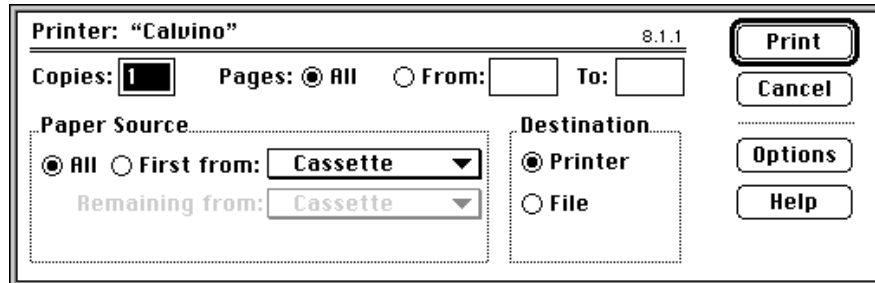 Printer: “Calvino” 8.1.1 Print
Copies: 1 Pages: All From: To: Cancel
Paper Source Destination
All First from: Cassette Printer Options
Remaining from: Cassette File Help